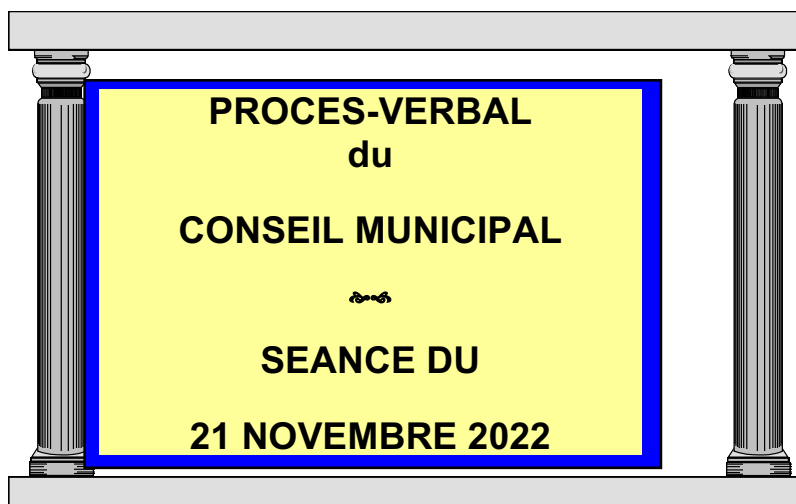 PROCES-VERBAL
du
CONSEIL MUNICIPAL
SEANCE DU
21 NOVEMBRE 2022